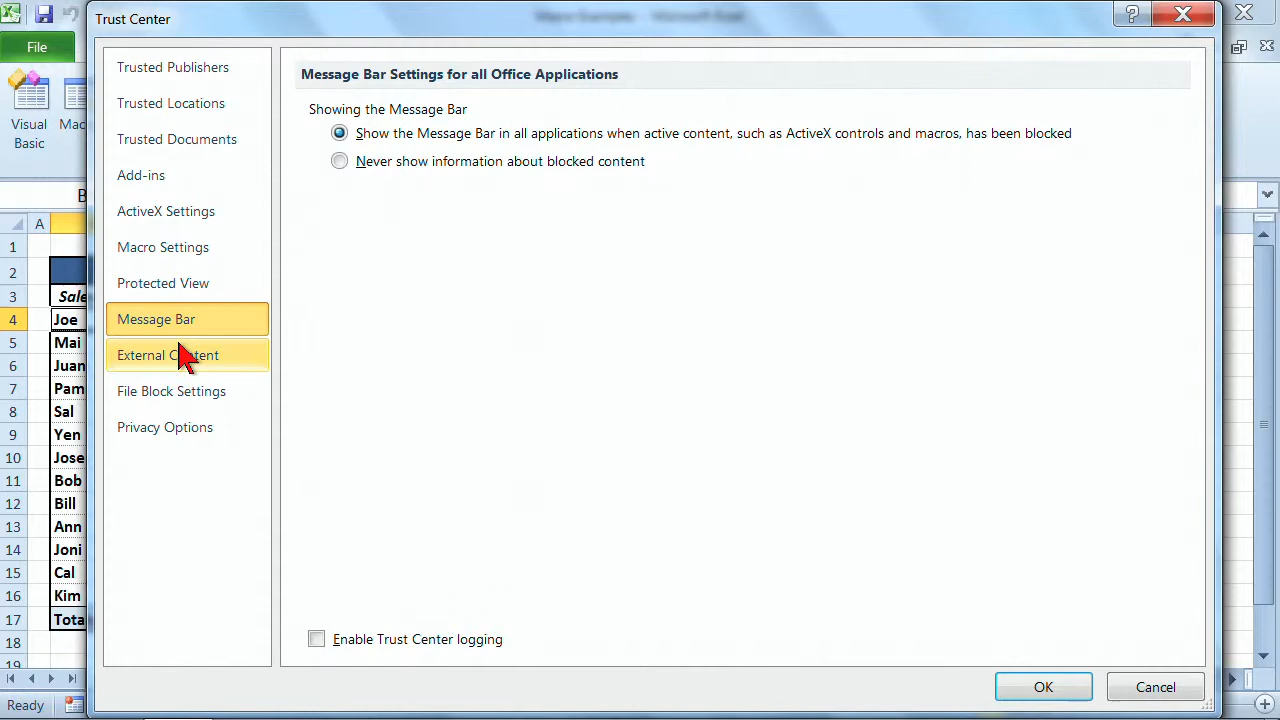 Trust Center
File
Visual
Basic
Trusted Publishers
Trusted Locations
Trusted Documents
Add-ins
ActiveX Settings
Macro Settings
Protected View
Message Bar
External Content
File Block Settings
Privacy Options
Message Bar Settings for all Office Applications
Showing the Message Bar
Show the Message Bar in all applications when active content, such as ActiveX controls and macros, has been blocked
Never show information about blocked content
Enable Trust Center logging
OK
Cancel
A
1
2
3
4 Joe
5 Mai
6 Juan
7 Pam
8 Sal
9 Yen
10 Jose
11 Bob
12 Bill
13 Ann
14 Joni
15 Cal
16 Kim
17
18
19
Ready